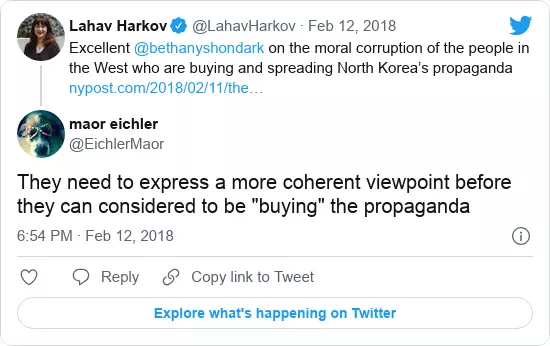 Lahav Harkov @LahavHarkov · Feb 12, 2018
Excellent @bethanyshondark on the moral corruption of the people in
the West who are buying and spreading North Korea's propaganda
nypost.com/2018/02/11/the…
maor eichler
@EichlerMaor
They need to express a more coherent viewpoint before
they can considered to be "buying" the propaganda
6:54 PM · Feb 12, 2018
Reply
Copy link to Tweet
Explore what's happening on Twitter